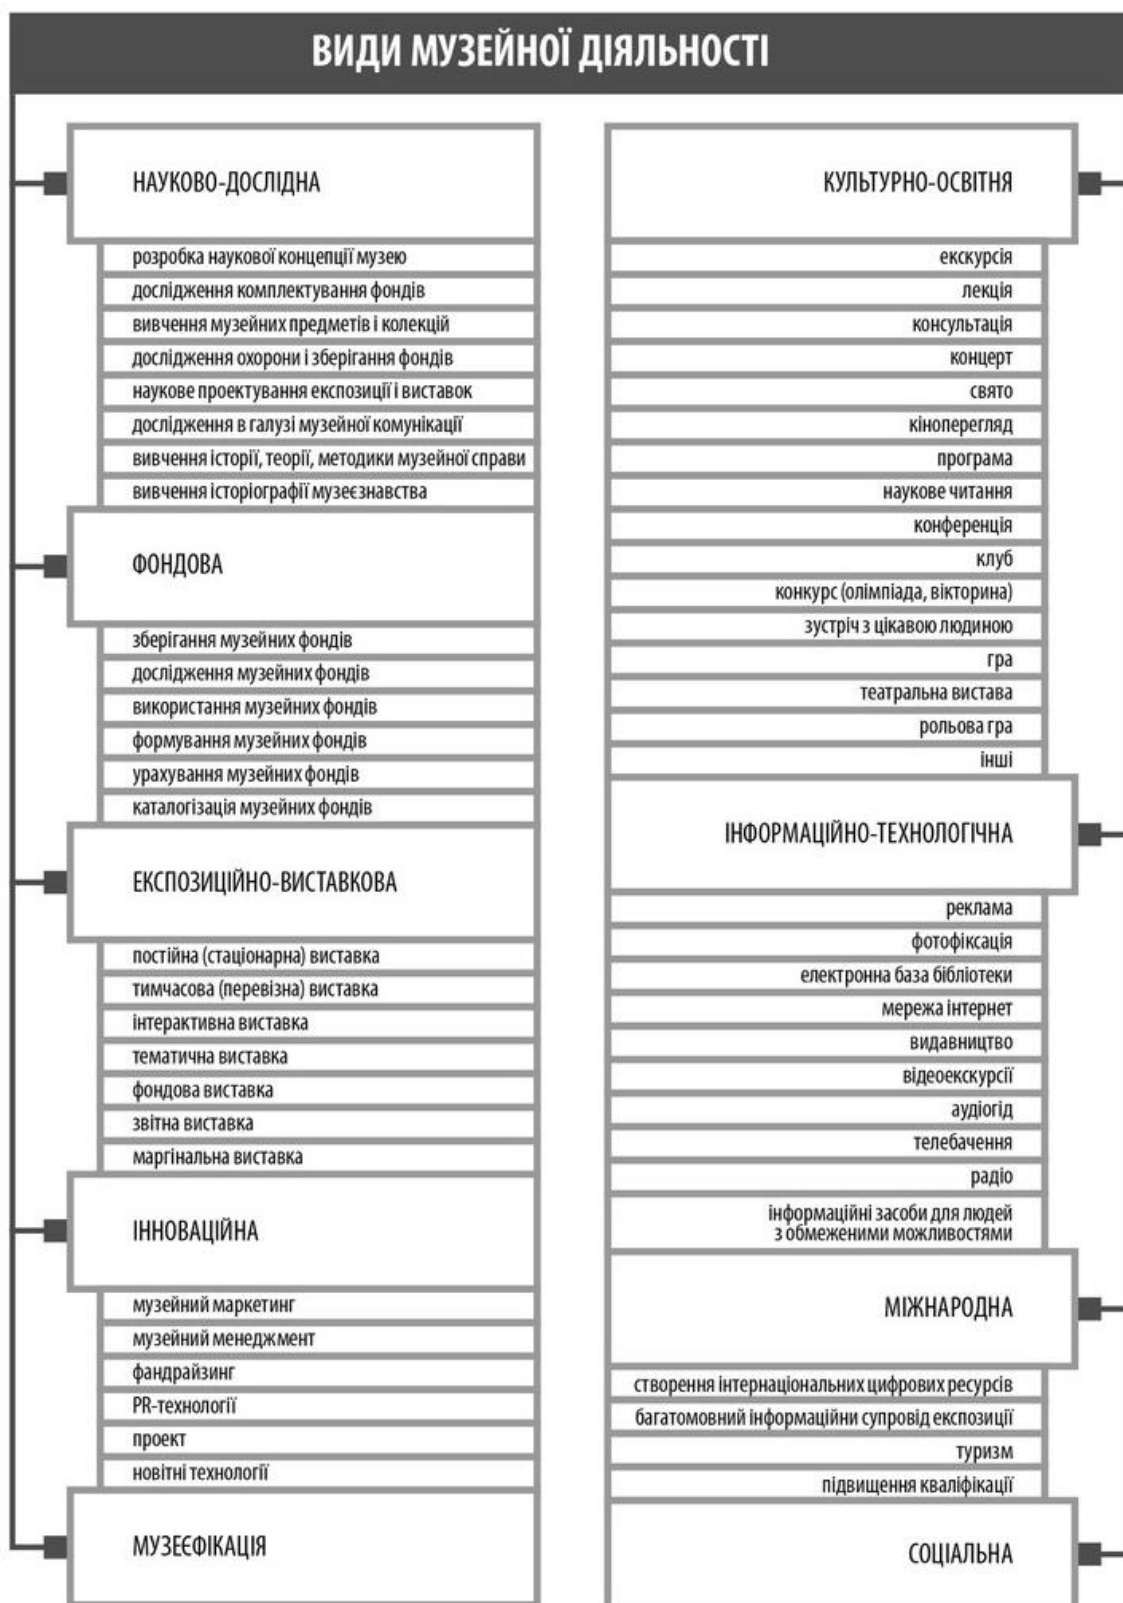 ВИДИ МУЗЕЙНОЇ ДІЯЛЬНОСТІ
НАУКОВО-ДОСЛІДНА
розробка наукової концепції музею
дослідження комплектування фондів
вивчення музейних предметів і колекцій
дослідження охорони і зберігання фондів
наукове проектування експозиції і виставок
дослідження в галузі музейної комунікації
вивчення історії, теорії, методики музейної справи
вивчення історіографії музеєзнавства
ФОНДОВА
зберігання музейних фондів
дослідження музейних фондів
використання музейних фондів
формування музейних фондів
урахування музейних фондів
каталогізація музейних фондів
ЕКСПОЗИЦІЙНО-ВИСТАВКОВА
постійна (стаціонарна) виставка
тимчасова (перевізна) виставка
інтерактивна виставка
тематична виставка
фондова виставка
звітна виставка
маргінальна виставка
ІННОВАЦІЙНА
музейний маркетинг
музейний менеджмент
фандрайзинг
PR-технології
проект
новітні технології
МУЗЕЄФІКАЦІЯ
КУЛЬТУРНО-ОСВІТНЯ
екскурсія
лекція
консультація
концерт
свято
кіноперегляд
програма
наукове читання
конференція
клуб
конкурс (олімпіада, вікторина)
зустріч з цікавою людиною
гра
театральна вистава
рольова гра
інші
ІНФОРМАЦІЙНО-ТЕХНОЛОГІЧНА
реклама
фотофіксація
електронна база бібліотеки
мережа інтернет
видавництво
відеоекскурсії
аудіогід
телебачення
радіо
інформаційні засоби для людей
з обмеженими можливостями
МІЖНАРОДНА
створення інтернаціональних цифрових ресурсів
багатомовний інформаційни супровід експозиції
туризм
підвищення кваліфікації
СОЦІАЛЬНА